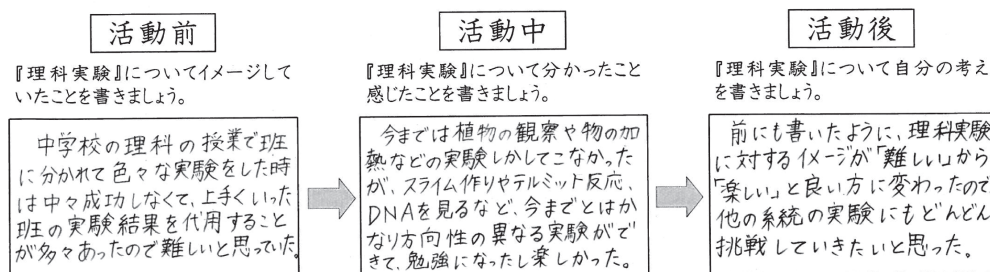 活動前
『理科実験』についてイメージして
いたことを書きましょう。
中学校の理科の授業で班
に分かれて色々な実験をした時
は中々成功しなくて、上手くいった
班の実験結果を代用すること
が多々あったので難しいと思っていた。
活動中
『理科実験』について分かったこと
感じたことを書きましょう。
今までは植物の観察や物の加
熱などの実験しかしてこなかった
が、スライム作りやテルミット反応、
DNAを見るなど、今までとはか
なり方向性の異なる実験がで
きて、勉強になったし楽しかった。
活動後
『理科実験』について自分の考え
を書きましょう。
前にも書いたように、理科実験
に対するイメージが「難しい」から
「楽しい」と良い方に変わったので
他の系統の実験にもどんどん
挑戦していきたいと思った。